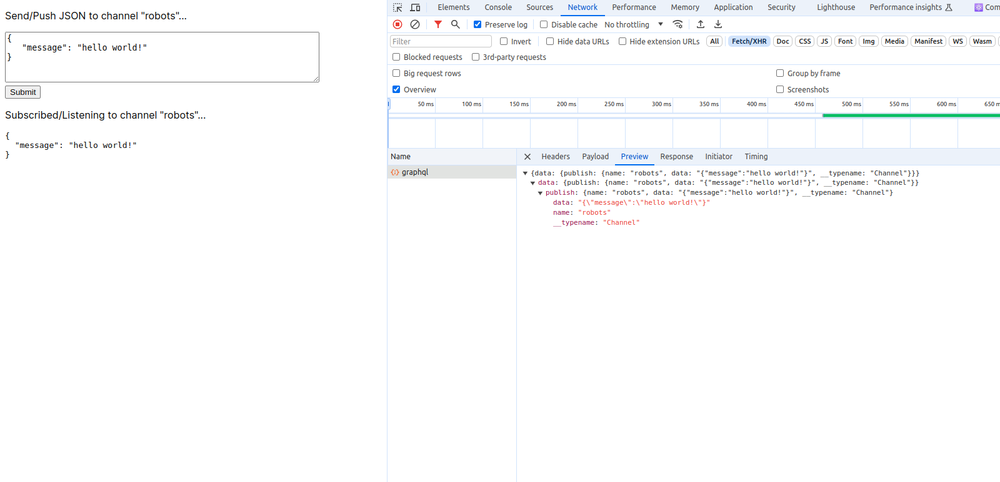 Send/Push JSON to channel "robots"...
{
   "message": "hello world!"
}
Submit
Subscribed/Listening to channel "robots"...
{
  "message": "hello world!"
}
Elements Console Sources Network Performance Memory Application Security Lighthouse Performance insights Com
Preserve log Disable cache No throttling
Filter Invert Hide data URLs Hide extension URLs All Fetch/XHR Doc CSS JS Font Img Media Manifest WS Wasm
Blocked requests 3rd-party requests
Big request rows Group by frame
Overview Screenshots
50 ms 100 ms 150 ms 200 ms 250 ms 300 ms 350 ms 400 ms 450 ms 500 ms 550 ms 600 ms 650 m
Name Headers Payload Preview Response Initiator Timing
graphql
{data: {publish: {name: "robots", data: "{"message":"hello world!"}", __typename: "Channel"}}}
data: {publish: {name: "robots", data: "{"message":"hello world!"}", __typename: "Channel"}}
publish: {name: "robots", data: "{"message":"hello world!"}", __typename: "Channel"}
data: "{\"message\":\"hello world!\"}"
name: "robots"
__typename: "Channel"